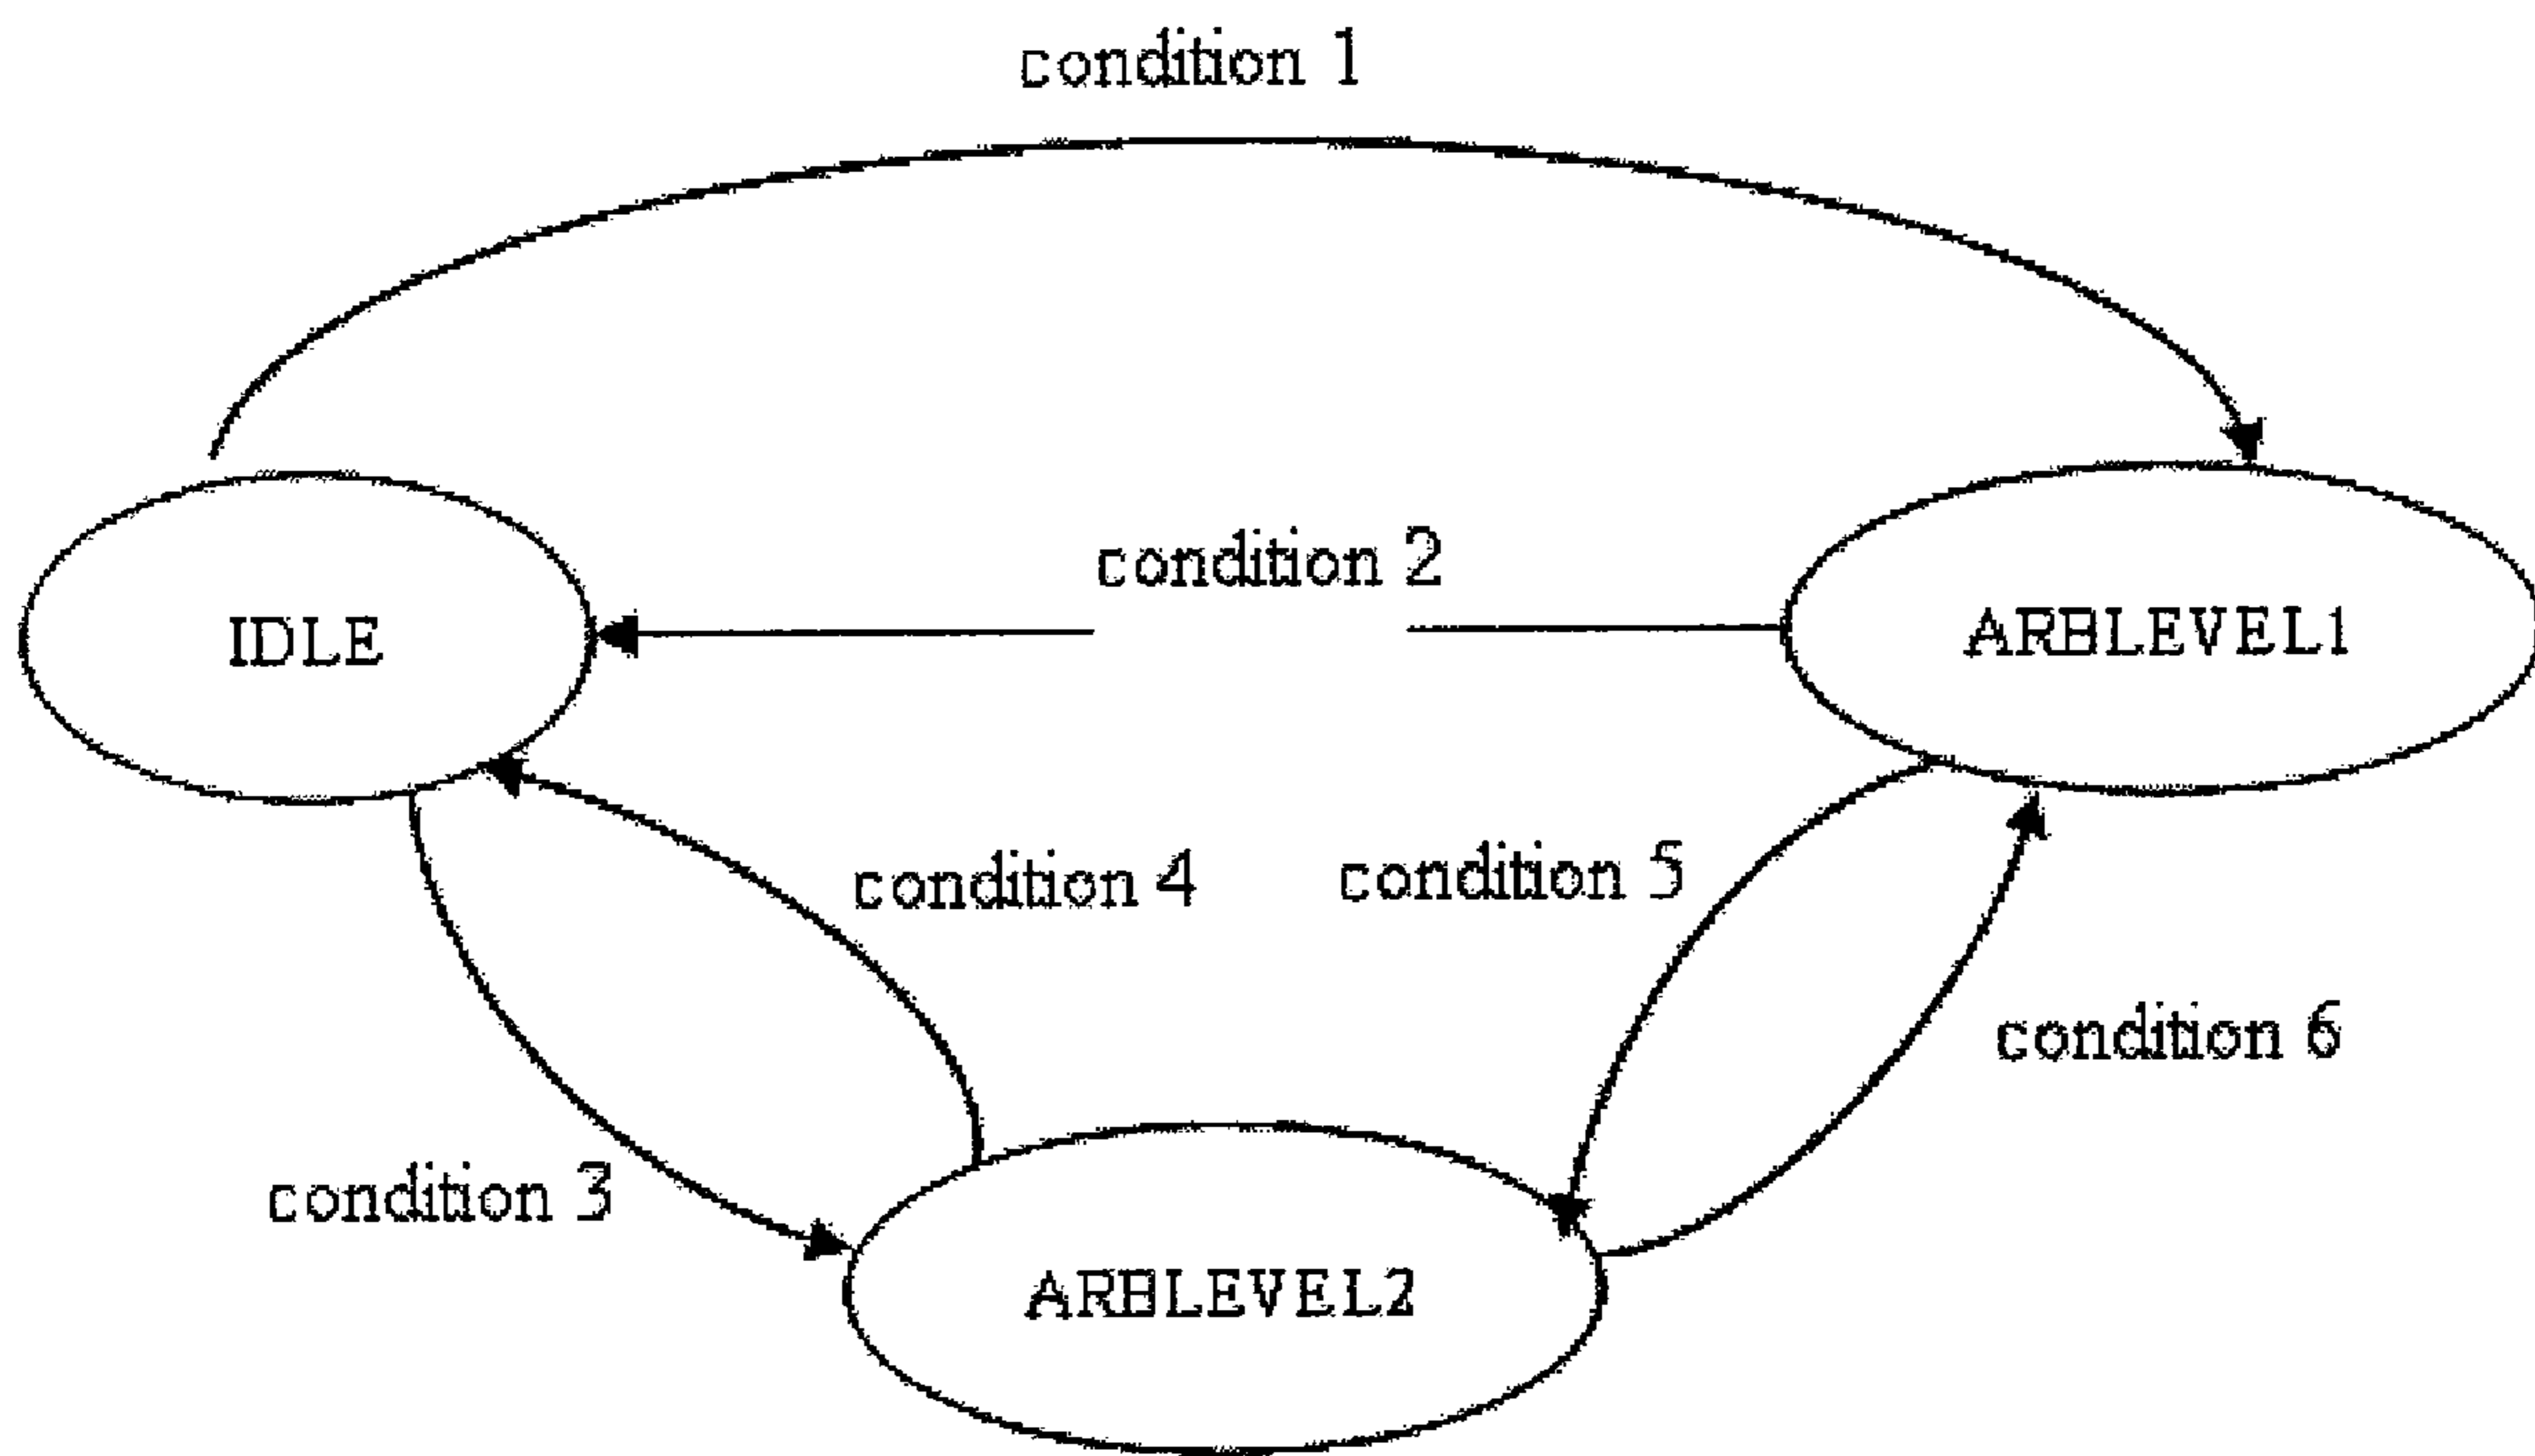 condition 1
condition 2
IDLE
ARBLEVEL1
condition 4
condition 5
condition 6
condition 3
ARBLEVEL2